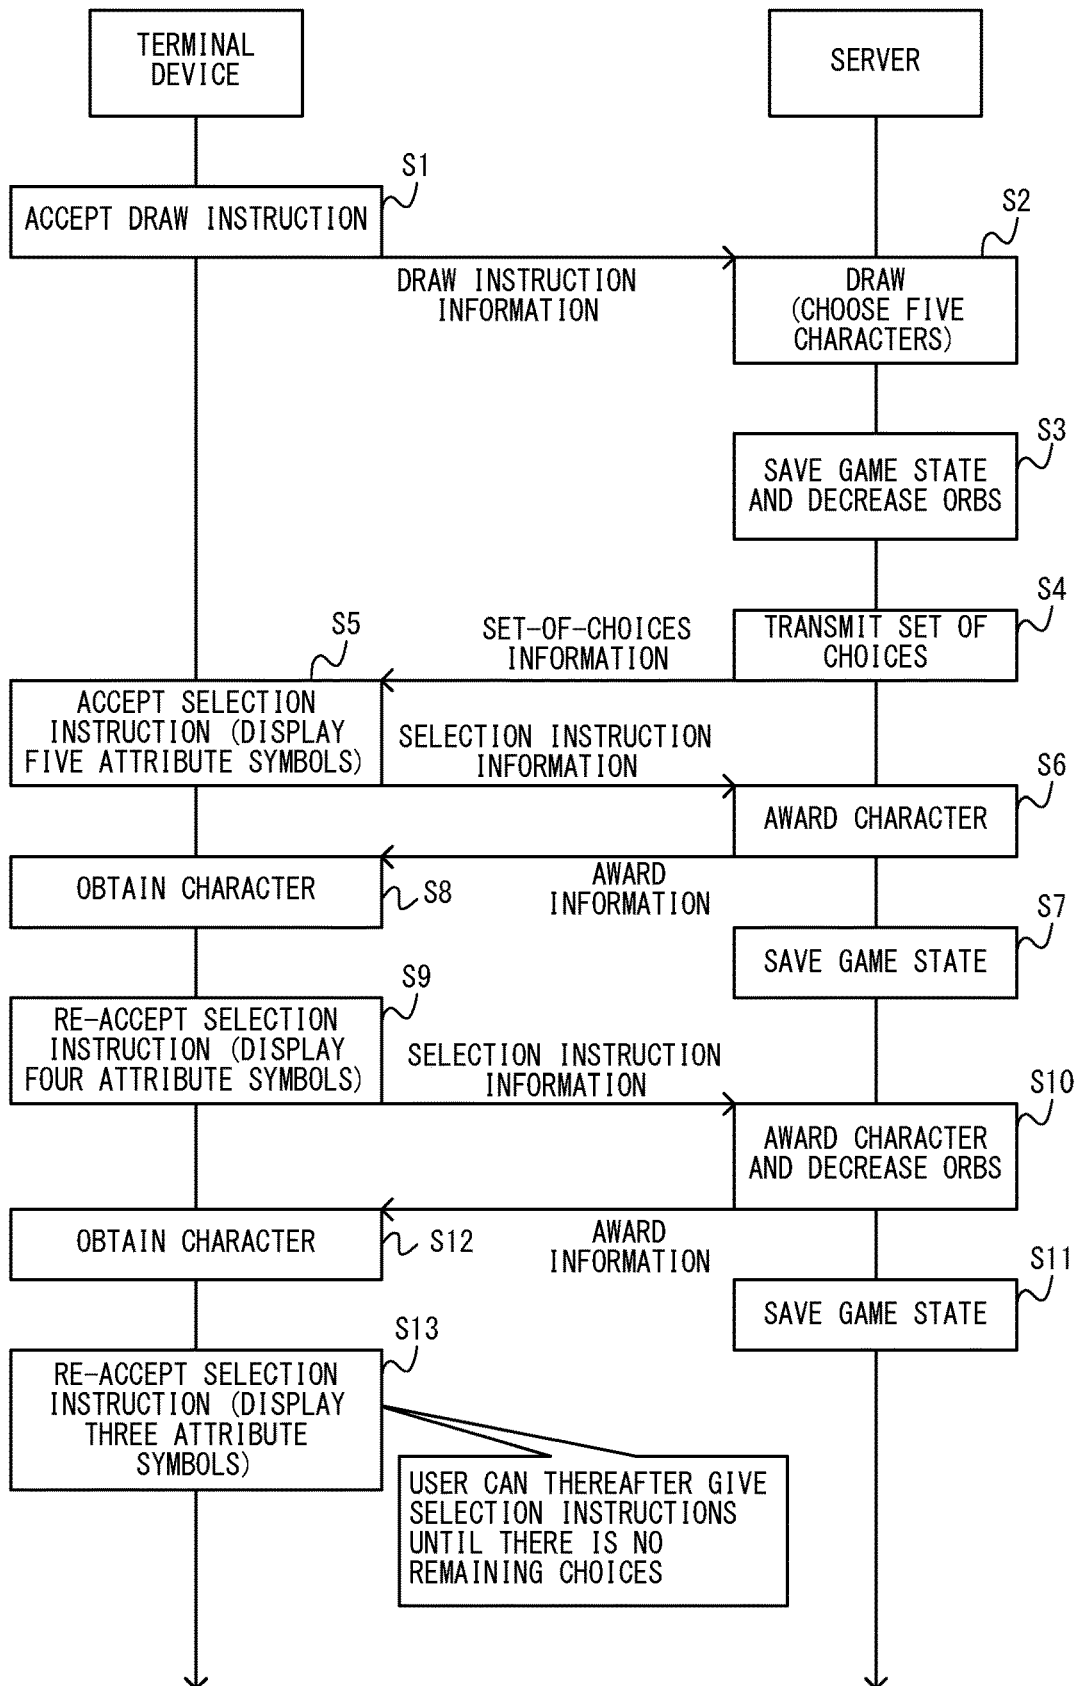 TERMINAL
DEVICE
SERVER
S1
ACCEPT DRAW INSTRUCTION
S2
DRAW INSTRUCTION
INFORMATION
DRAW
(CHOOSE FIVE
CHARACTERS)
S3
SAVE GAME STATE
AND DECREASE ORBS
S4
TRANSMIT SET OF
CHOICES
SET-OF-CHOICES
INFORMATION
S5
ACCEPT SELECTION
INSTRUCTION (DISPLAY
FIVE ATTRIBUTE SYMBOLS)
SELECTION INSTRUCTION
INFORMATION
S6
AWARD CHARACTER
AWARD
INFORMATION
OBTAIN CHARACTER
S8
S7
SAVE GAME STATE
S9
RE-ACCEPT SELECTION
INSTRUCTION (DISPLAY
FOUR ATTRIBUTE SYMBOLS)
SELECTION INSTRUCTION
INFORMATION
S10
AWARD CHARACTER
AND DECREASE ORBS
AWARD
INFORMATION
OBTAIN CHARACTER
S12
S11
SAVE GAME STATE
S13
RE-ACCEPT SELECTION
INSTRUCTION (DISPLAY
THREE ATTRIBUTE
SYMBOLS)
USER CAN THEREAFTER GIVE
SELECTION INSTRUCTIONS
UNTIL THERE IS NO
REMAINING CHOICES